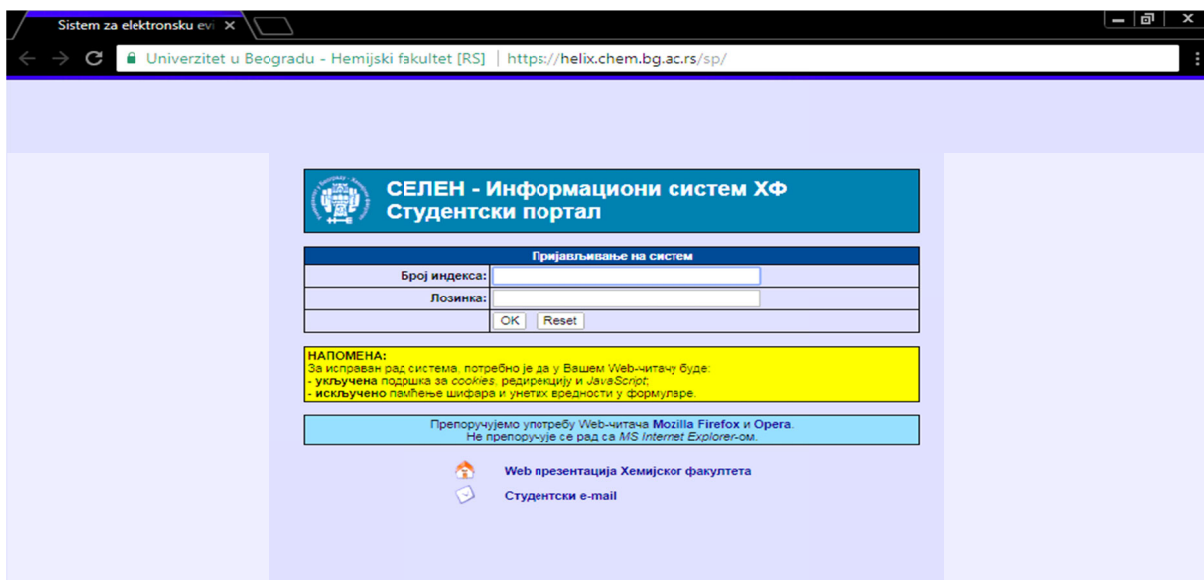 Sistem za elektronsku evi
Univerzitet u Beogradu - Hemijski fakultet [RS] | https://helix.chem.bg.ac.rs/sp/
СЕЛЕН - Информациони систем ХФ
Студентски портал
Пријављивање на систем
Број индекса:
Лозинка:
OK Reset
НАПОМЕНА:
За исправан рад система, потребно је да у Вашем Web-читачу буде:
- укључена подршка за cookies, редирекцију и JavaScript;
- искључено памћење шифара и унетих вредности у формуларе.
Препоручујемо употребу Web-читача Mozilla Firefox и Opera.
Не препоручује се рад са MS Internet Explorer-ом.
Web презентација Хемијског факултета
Студентски e-mail